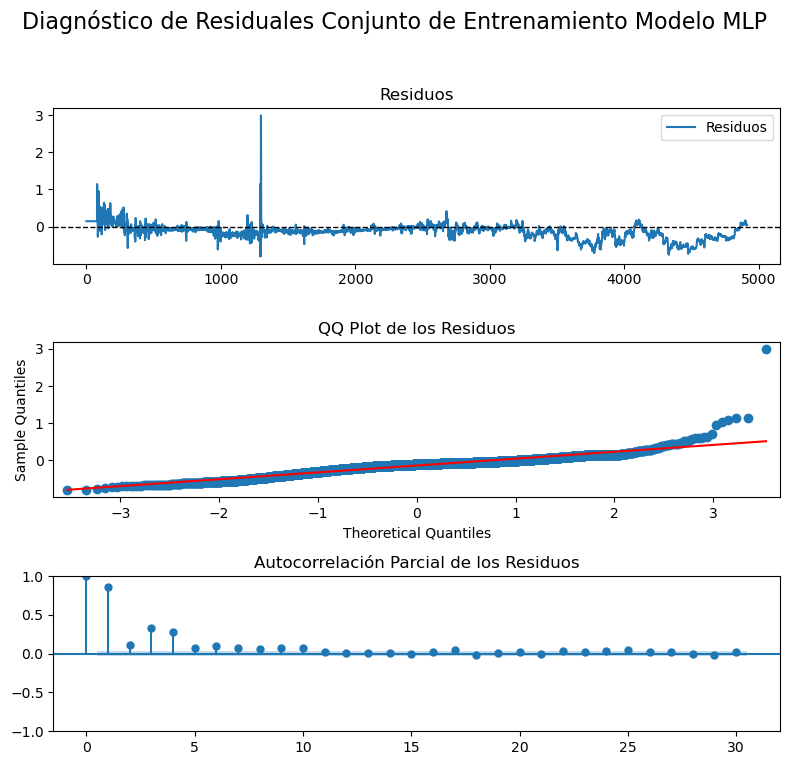 Diagnóstico de Residuales Conjunto de Entrenamiento Modelo MLP
Residuos
3
2
1
0
Residuos
0 1000 2000 3000 4000 5000
QQ Plot de los Residuos
Sample Quantiles
3
2
1
0
−3 −2 −1 0 1 2 3
Theoretical Quantiles
Autocorrelación Parcial de los Residuos
1.0
0.5
0.0
−0.5
−1.0
0 5 10 15 20 25 30